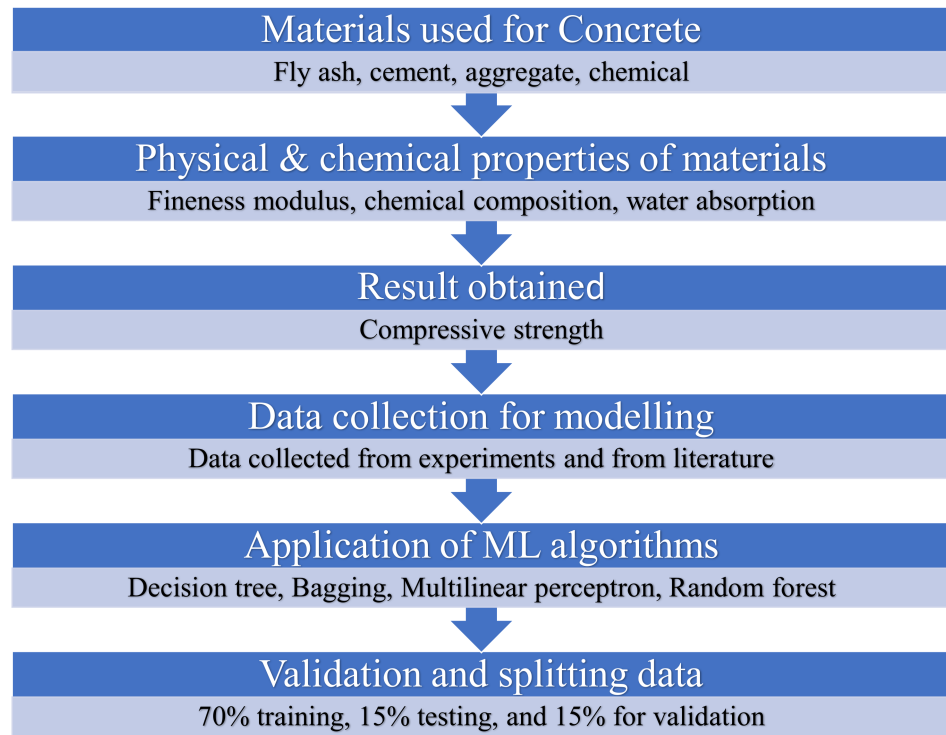 Materials used for Concrete
Fly ash, cement, aggregate, chemical
Physical & chemical properties of materials
Fineness modulus, chemical composition, water absorption
Result obtained
Compressive strength
Data collection for modelling
Data collected from experiments and from literature
Application of ML algorithms
Decision tree, Bagging, Multilinear perceptron, Random forest
Validation and splitting data
70% training, 15% testing, and 15% for validation